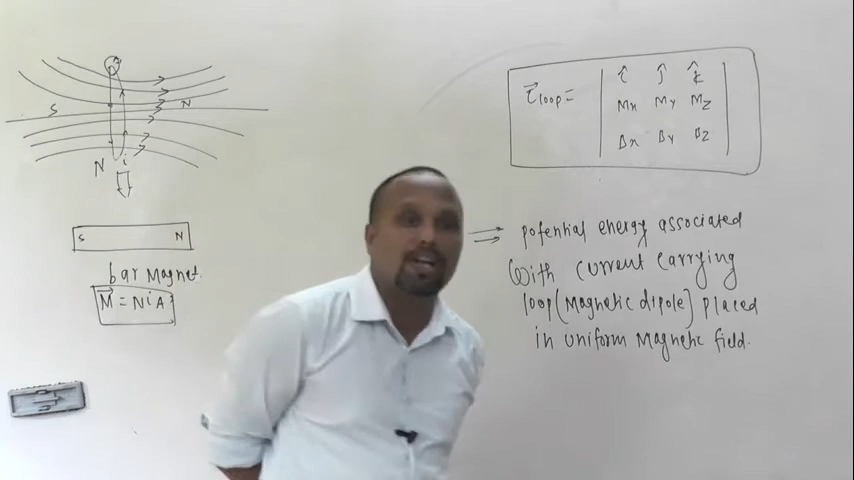 S
N
N
i
S N
bar Magnet.
M⃗ = NiA
τ⃗ loop = | î ĵ k̂ |
Mx My Mz
Bx By Bz
⇒ potential energy associated
with current carrying
loop (Magnetic dipole) placed
in uniform Magnetic field.